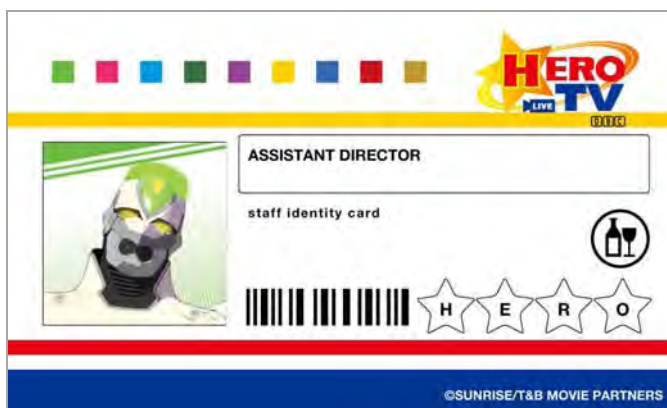 HERO
LIVE TV
OBC
ASSISTANT DIRECTOR
staff identity card
H E R O
©SUNRISE/T&B MOVIE PARTNERS